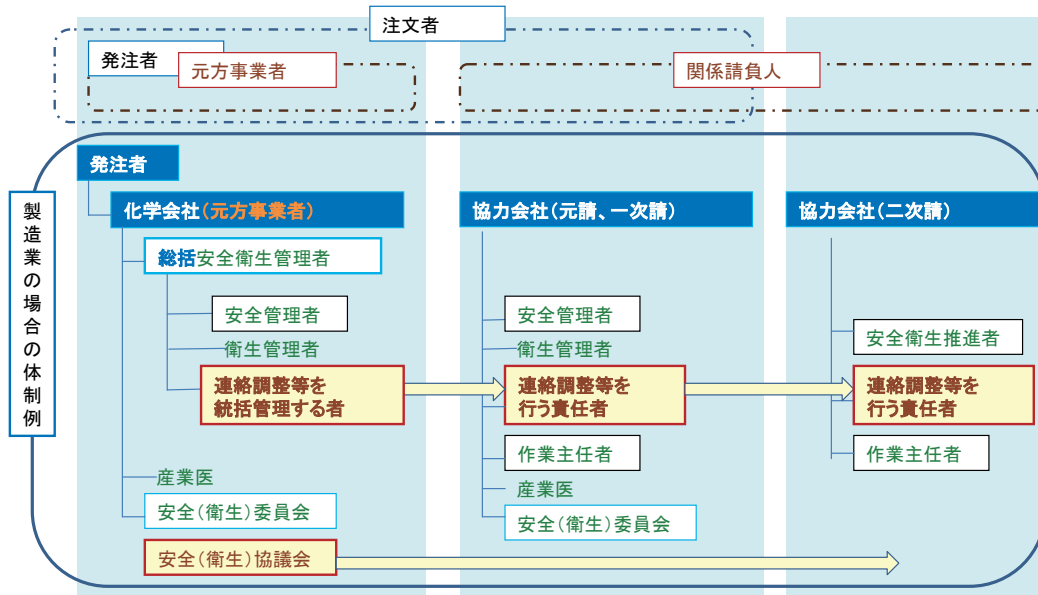 注文者
発注者
元方事業者
関係請負人
製造業の場合の体制例
発注者
化学会社(元方事業者)
総括安全衛生管理者
安全管理者
衛生管理者
連絡調整等を
統括管理する者
産業医
安全(衛生)委員会
安全(衛生)協議会
協力会社(元請、一次請)
安全管理者
衛生管理者
連絡調整等を
行う責任者
作業主任者
産業医
安全(衛生)委員会
協力会社(二次請)
安全衛生推進者
連絡調整等を
行う責任者
作業主任者